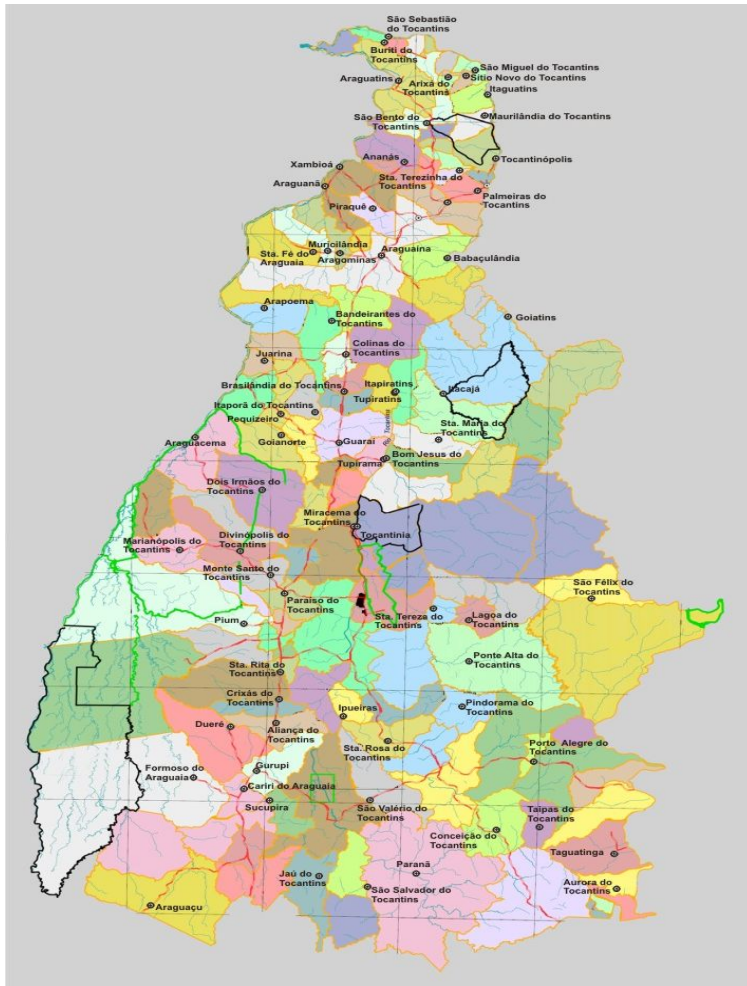 São Sebastião
do Tocantins
Buriti do
Tocantins
São Miguel do Tocantins
Sítio Novo do Tocantins
Araguatins
Arixá do
Tocantins
Itaguatins
Maurilândia do Tocantins
São Bento do
Tocantins
Ananás
Tocantinópolis
Xambioá
Sta. Terezinha do
Tocantins
Araguanã
Palmeiras do
Tocantins
Piraquê
Muricilândia
Sta. Fé do
Araguaia
Aragominas
Araguaina
Babaçulândia
Arapoema
Bandeirantes do
Tocantins
Goiatins
Colinas do
Tocantins
Juarina
Brasilândia do Tocantins
Itapiratins
Tupiratins
Itacajá
Itaporã do Tocantins
Pequizeiro
Sta. Maria do
Tocantins
Araguacema
Goianorte
Guaraí
Rio Tocantins
Bom Jesus do
Tocantins
Tupirama
Dois Irmãos do
Tocantins
Miracema do
Tocantins
Tocantínia
Marianópolis do
Tocantins
Divinópolis do
Tocantins
Monte Santo do
Tocantins
São Félix do
Tocantins
Paraíso do
Tocantins
Pium
Sta. Tereza do
Tocantins
Lagoa do
Tocantins
Ponte Alta do
Tocantins
Sta. Rita do
Tocantins
Crixás do
Tocantins
Ipueiras
Pindorama do
Tocantins
Dueré
Aliança do
Tocantins
Sta. Rosa do
Tocantins
Porto Alegre do
Tocantins
Formoso do
Araguaia
Gurupi
Cariri do Araguaia
Sucupira
São Valério do
Tocantins
Taipas do
Tocantins
Conceição do
Tocantins
Taguatinga
Jaú do
Tocantins
Paranã
São Salvador do
Tocantins
Aurora do
Tocantins
Araguaçu